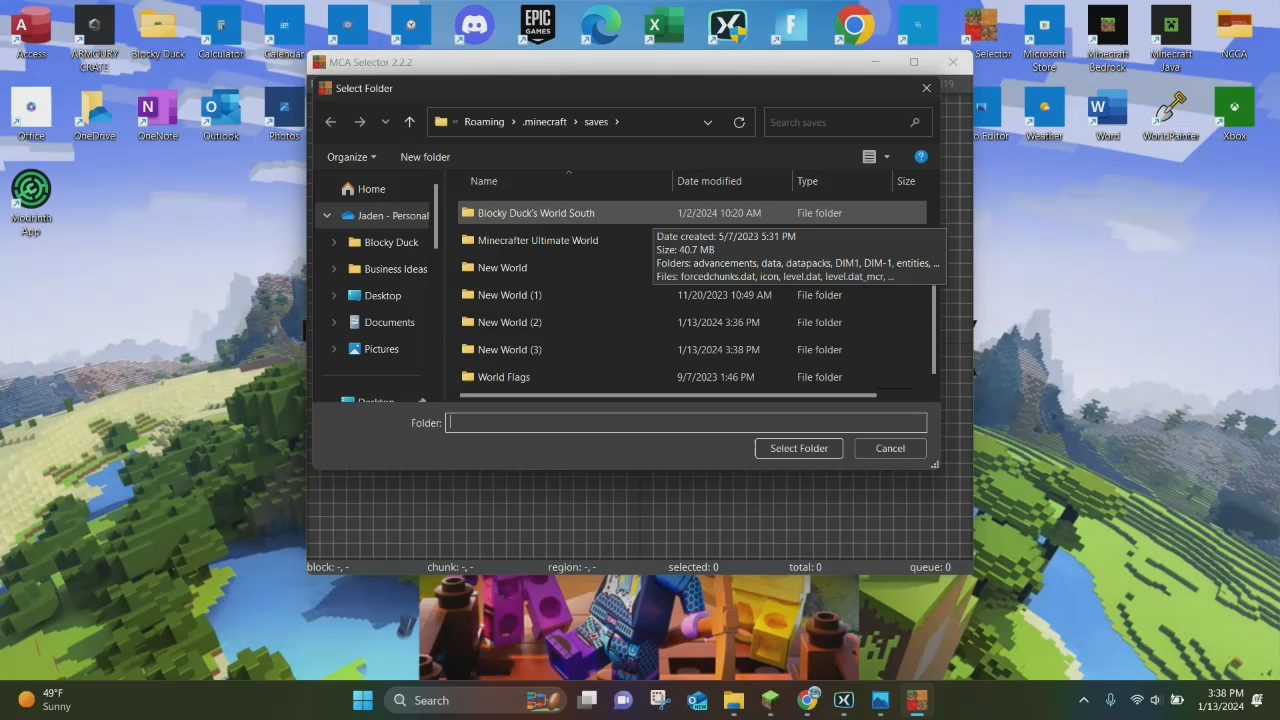 Access
ARMOURY CRATE
Blocky Duck
Calculator
Calendar
EPIC GAMES
Selector
Microsoft Store
Minecraft Bedrock
Minecraft Java
NGCA
Office
OneDrive
OneNote
Outlook
Photos
o Editor
Weather
Word
WorldPainter
Xbox
Modrinth App
MCA Selector 2.2.2
Select Folder
« Roaming > .minecraft > saves >
Search saves
Organize
New folder
Name
Date modified
Type
Size
Home
Jaden - Personal
Blocky Duck
Business Ideas
Desktop
Documents
Pictures
Desktop
Blocky Duck's World South 1/2/2024 10:20 AM File folder
Minecrafter Ultimate World
New World
New World (1) 11/20/2023 10:49 AM File folder
New World (2) 1/13/2024 3:36 PM File folder
New World (3) 1/13/2024 3:38 PM File folder
World Flags 9/7/2023 1:46 PM File folder
Date created: 5/7/2023 5:31 PM
Size: 40.7 MB
Folders: advancements, data, datapacks, DIM1, DIM-1, entities, ...
Files: forcedchunks.dat, icon, level.dat, level.dat_mcr, ...
Folder:
Select Folder
Cancel
block: -, -
chunk: -, -
region: -, -
selected: 0
total: 0
queue: 0
49°F
Sunny
Search
3:38 PM
1/13/2024